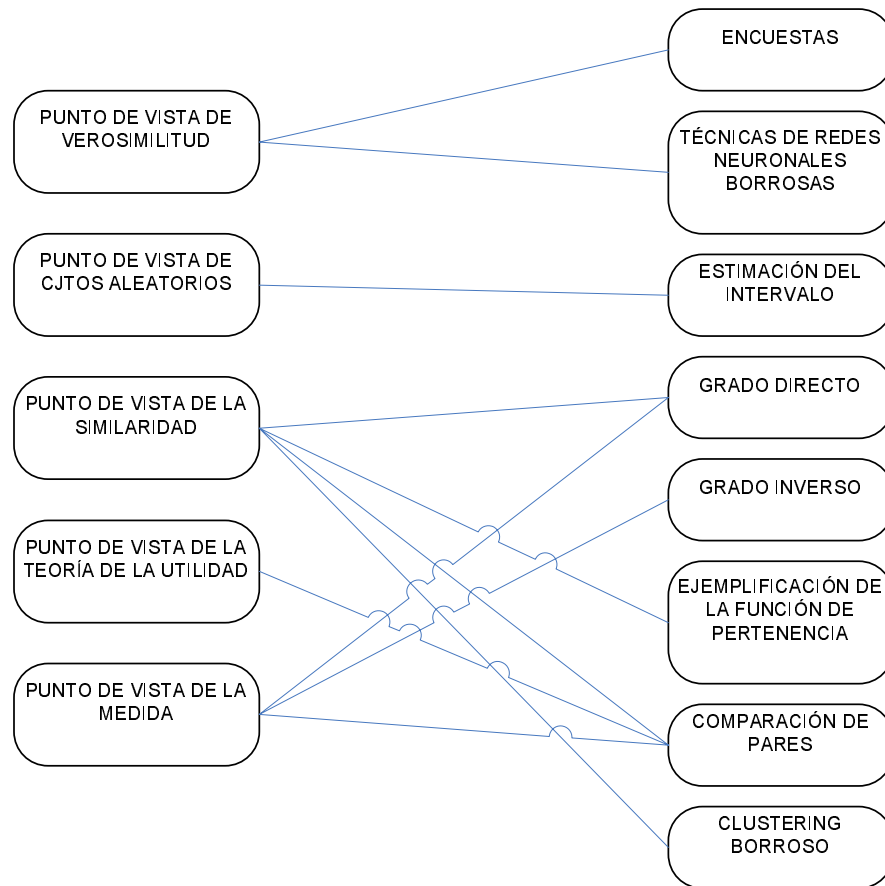 PUNTO DE VISTA DE
VEROSIMILITUD
PUNTO DE VISTA DE
CJTOS ALEATORIOS
PUNTO DE VISTA DE LA
SIMILARIDAD
PUNTO DE VISTA DE LA
TEORÍA DE LA UTILIDAD
PUNTO DE VISTA DE LA
MEDIDA
ENCUESTAS
TÉCNICAS DE REDES
NEURONALES
BORROSAS
ESTIMACIÓN DEL
INTERVALO
GRADO DIRECTO
GRADO INVERSO
EJEMPLIFICACIÓN DE
LA FUNCIÓN DE
PERTENENCIA
COMPARACIÓN DE
PARES
CLUSTERING
BORROSO